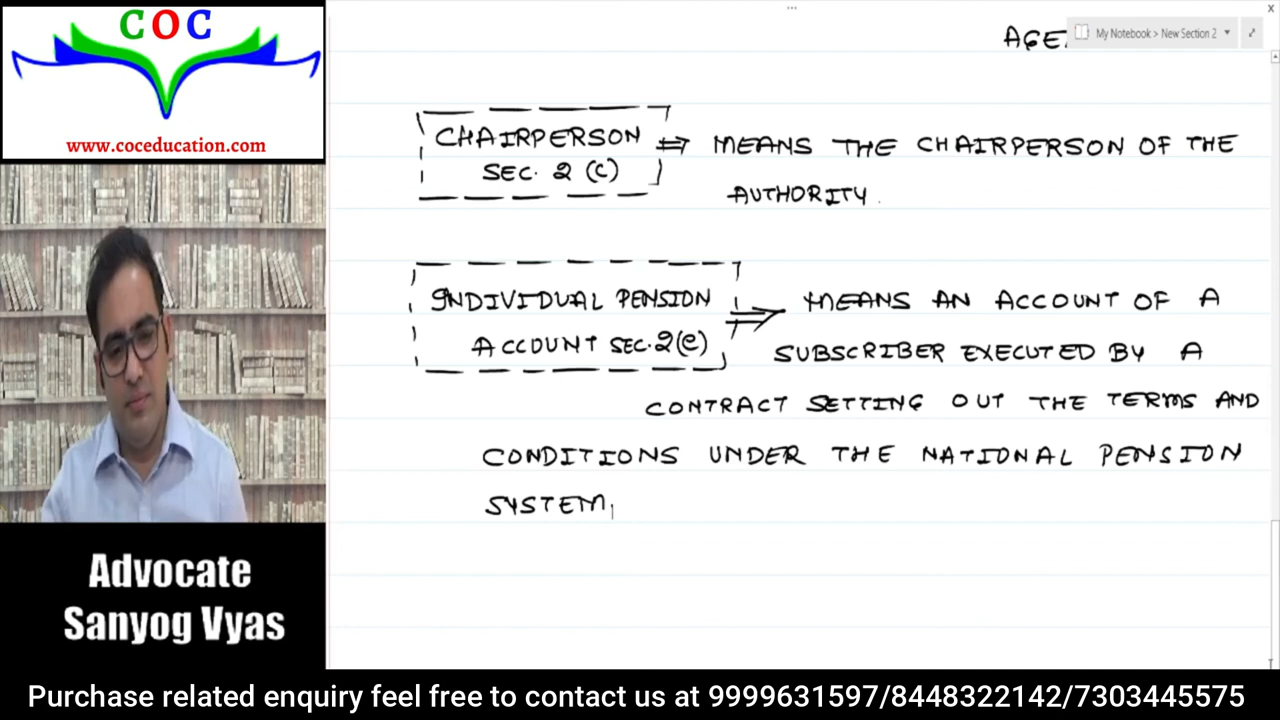 COC
www.coceducation.com
Advocate
Sanyog Vyas
My Notebook > New Section 2
CHAIRPERSON
SEC. 2 (C)
⇒ MEANS THE CHAIRPERSON OF THE
AUTHORITY.
INDIVIDUAL PENSION
ACCOUNT SEC. 2(e)
⇒ MEANS AN ACCOUNT OF A
SUBSCRIBER EXECUTED BY A
CONTRACT SETTING OUT THE TERMS AND
CONDITIONS UNDER THE NATIONAL PENSION
SYSTEM
Purchase related enquiry feel free to contact us at 9999631597/8448322142/7303445575